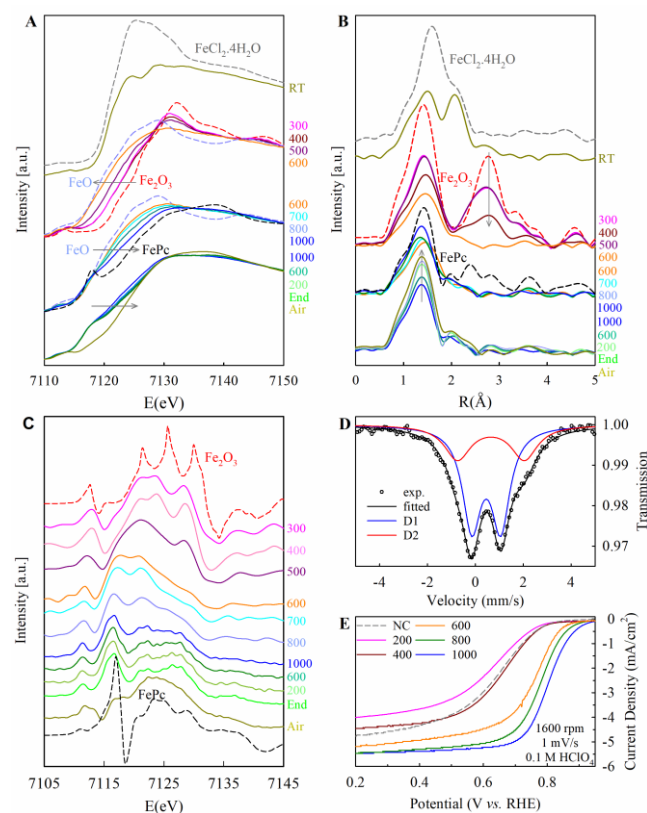 A
FeCl2.4H2O
RT
300
400
500
600
FeO
Fe2O3
600
700
800
1000
1000
600
200
End
Air
FeO
FePc
Intensity [a.u.]
7110 7120 7130 7140 7150
E(eV)
B
FeCl2.4H2O
RT
Fe2O3
300
400
500
600
600
700
800
1000
1000
600
200
End
Air
FePc
Intensity [a.u.]
0 1 2 3 4 5
R(Å)
C
Fe2O3
300
400
500
600
700
800
1000
600
200
End
Air
FePc
Intensity [a.u.]
7105 7115 7125 7135 7145
E(eV)
D
1.00
0.99
0.98
0.97
Transmission
exp.
fitted
D1
D2
-4 -2 0 2 4
Velocity (mm/s)
E
NC 600
200 800
400 1000
0
-1
-2
-3
-4
-5
-6
Current Density (mA/cm2)
1600 rpm
1 mV/s
0.1 M HClO4
0.2 0.4 0.6 0.8
Potential (V vs. RHE)